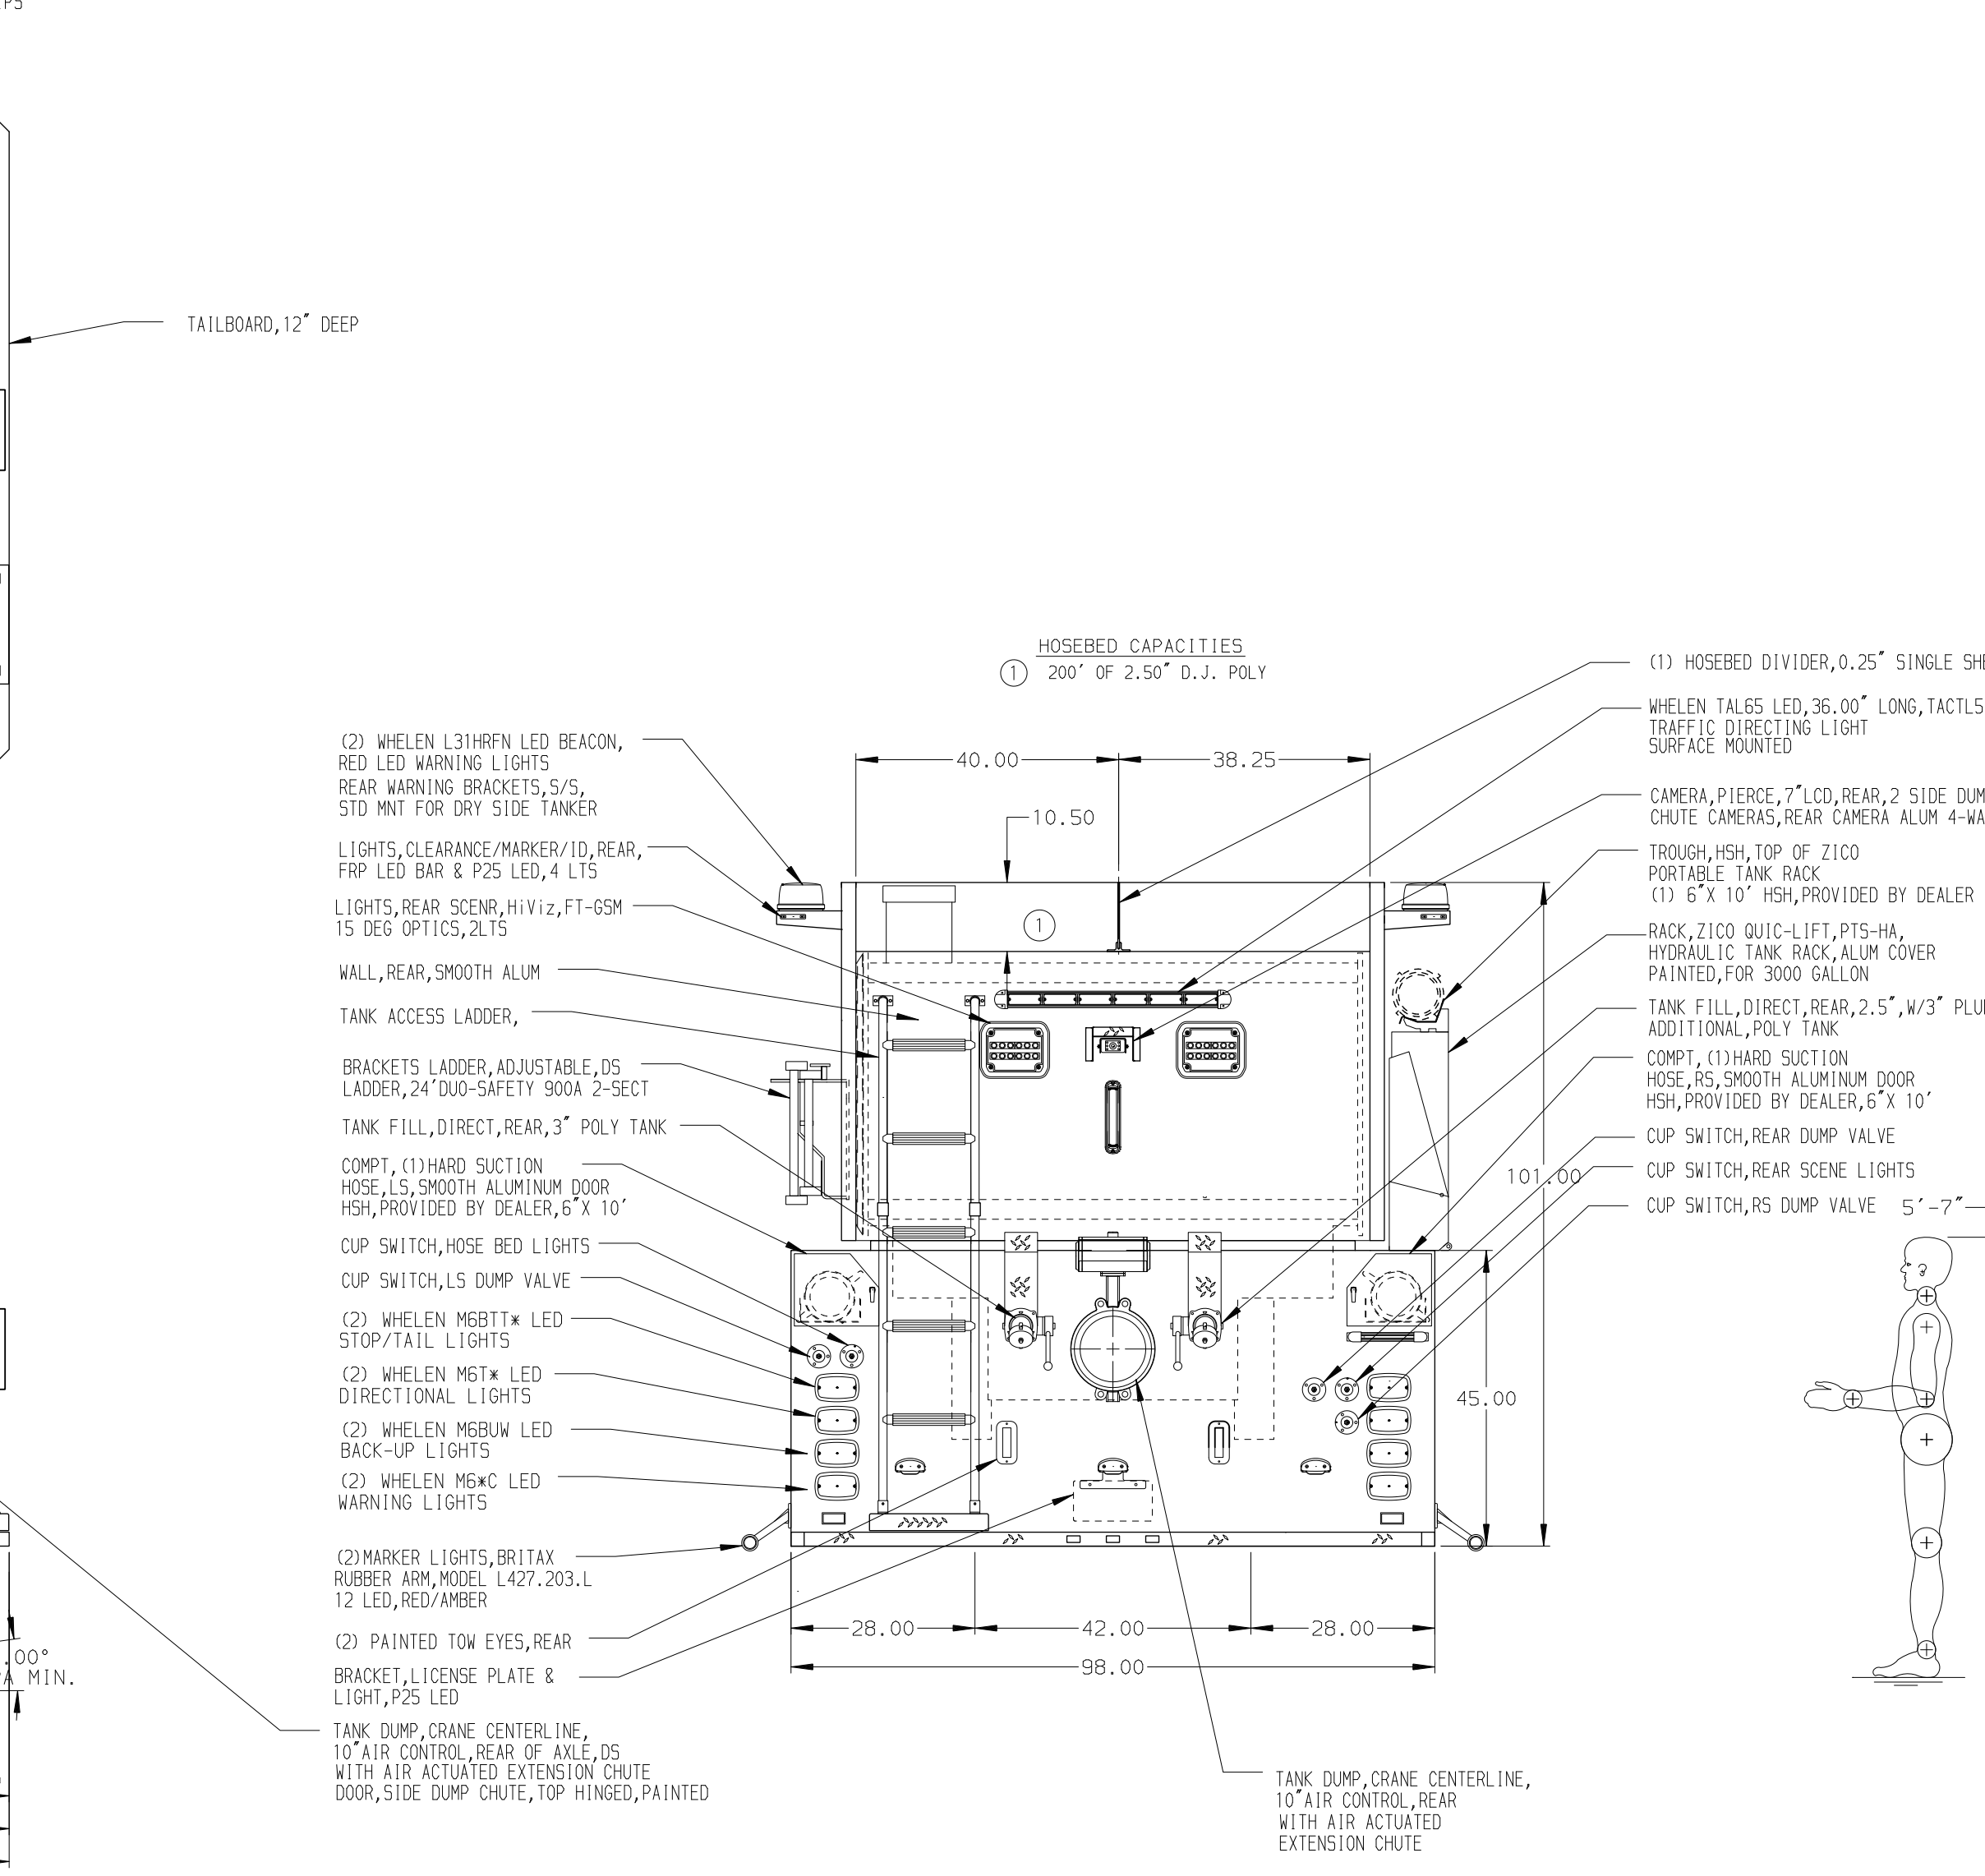 TAILBOARD,12" DEEP
HOSEBED CAPACITIES
1 200' OF 2.50" D.J. POLY
(2) WHELEN L31HRFN LED BEACON,
RED LED WARNING LIGHTS
REAR WARNING BRACKETS,S/S,
STD MNT FOR DRY SIDE TANKER
LIGHTS,CLEARANCE/MARKER/ID,REAR,
FRP LED BAR & P25 LED,4 LTS
LIGHTS,REAR SCENR,HiViz,FT-GSM
15 DEG OPTICS,2LTS
WALL,REAR,SMOOTH ALUM
TANK ACCESS LADDER,
BRACKETS LADDER,ADJUSTABLE,DS
LADDER,24'DUO-SAFETY 900A 2-SECT
TANK FILL,DIRECT,REAR,3" POLY TANK
COMPT,(1)HARD SUCTION
HOSE,LS,SMOOTH ALUMINUM DOOR
HSH,PROVIDED BY DEALER,6"X 10'
CUP SWITCH,HOSE BED LIGHTS
CUP SWITCH,LS DUMP VALVE
(2) WHELEN M6BTT* LED
STOP/TAIL LIGHTS
(2) WHELEN M6T* LED
DIRECTIONAL LIGHTS
(2) WHELEN M6BUW LED
BACK-UP LIGHTS
(2) WHELEN M6*C LED
WARNING LIGHTS
(2)MARKER LIGHTS,BRITAX
RUBBER ARM,MODEL L427.203.L
12 LED,RED/AMBER
(2) PAINTED TOW EYES,REAR
BRACKET,LICENSE PLATE &
LIGHT,P25 LED
TANK DUMP,CRANE CENTERLINE,
10"AIR CONTROL,REAR OF AXLE,DS
WITH AIR ACTUATED EXTENSION CHUTE
DOOR,SIDE DUMP CHUTE,TOP HINGED,PAINTED
.00°
MIN.
40.00
38.25
10.50
1
101.00
45.00
28.00
42.00
28.00
98.00
(1) HOSEBED DIVIDER,0.25" SINGLE
WHELEN TAL65 LED,36.00" LONG,TACTL5
TRAFFIC DIRECTING LIGHT
SURFACE MOUNTED
CAMERA,PIERCE,7"LCD,REAR,2 SIDE DUM
CHUTE CAMERAS,REAR CAMERA ALUM 4-WA
TROUGH,HSH,TOP OF ZICO
PORTABLE TANK RACK
(1) 6"X 10' HSH,PROVIDED BY DEALER
RACK,ZICO QUIC-LIFT,PTS-HA,
HYDRAULIC TANK RACK,ALUM COVER
PAINTED,FOR 3000 GALLON
TANK FILL,DIRECT,REAR,2.5",W/3"
ADDITIONAL,POLY TANK
COMPT,(1)HARD SUCTION
HOSE,RS,SMOOTH ALUMINUM DOOR
HSH,PROVIDED BY DEALER,6"X 10'
CUP SWITCH,REAR DUMP VALVE
CUP SWITCH,REAR SCENE LIGHTS
CUP SWITCH,RS DUMP VALVE
5'-7"
TANK DUMP,CRANE CENTERLINE,
10"AIR CONTROL,REAR
WITH AIR ACTUATED
EXTENSION CHUTE